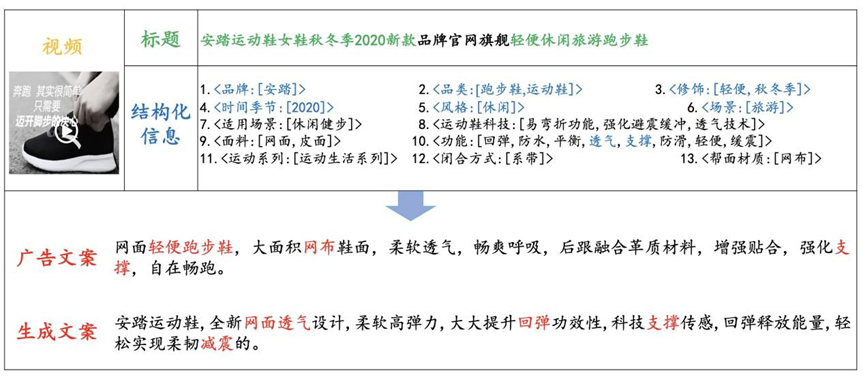 视频
标题
安踏运动鞋女鞋秋冬季2020新款品牌官网旗舰轻便休闲旅游跑步鞋
奔跑 其实很简单
只需要
迈开脚步的决心
结构化
信息
1.<品牌:[安踏]> 2.<品类:[跑步鞋,运动鞋]> 3.<修饰:[轻便,秋冬季]>
4.<时间季节:[2020]> 5.<风格:[休闲]> 6.<场景:[旅游]>
7.<适用场景:[休闲健步]> 8.<运动鞋科技:[易弯折功能,强化避震缓冲,透气技术]>
9.<面料:[网面,皮面]> 10.<功能:[回弹,防水,平衡,透气,支撑,防滑,轻便,缓震]>
11.<运动系列:[运动生活系列]> 12.<闭合方式:[系带]> 13.<帮面材质:[网布]>
广告文案
网面轻便跑步鞋，大面积网布鞋面，柔软透气，畅爽呼吸，后跟融合革质材料，增强贴合，强化支
撑，自在畅跑。
生成文案
安踏运动鞋,全新网面透气设计,柔软高弹力,大大提升回弹功效性,科技支撑传感,回弹释放能量,轻
松实现柔韧减震的。